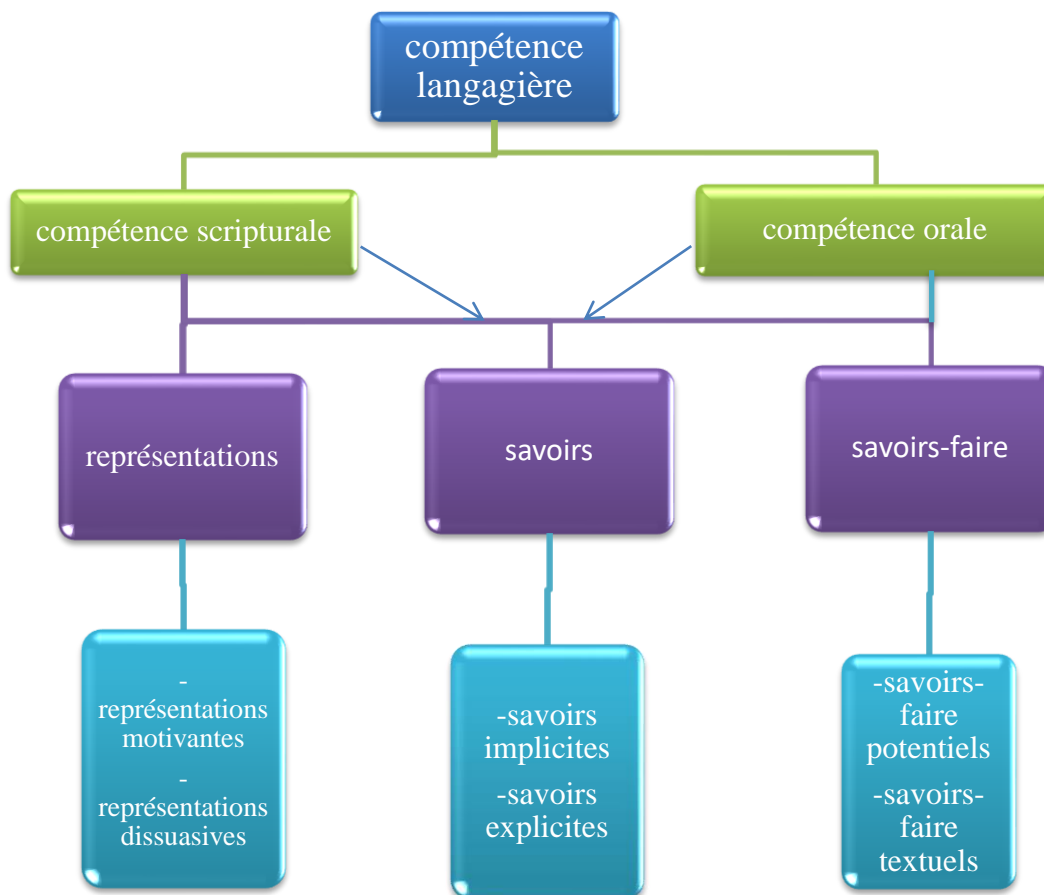 compétence
langagière
compétence scripturale
compétence orale
représentations
savoirs
savoirs-faire
-
représentations
motivantes
-
représentations
dissuasives
-savoirs
implicites
-savoirs
explicites
-savoirs-
faire
potentiels
-savoirs-
faire
textuels